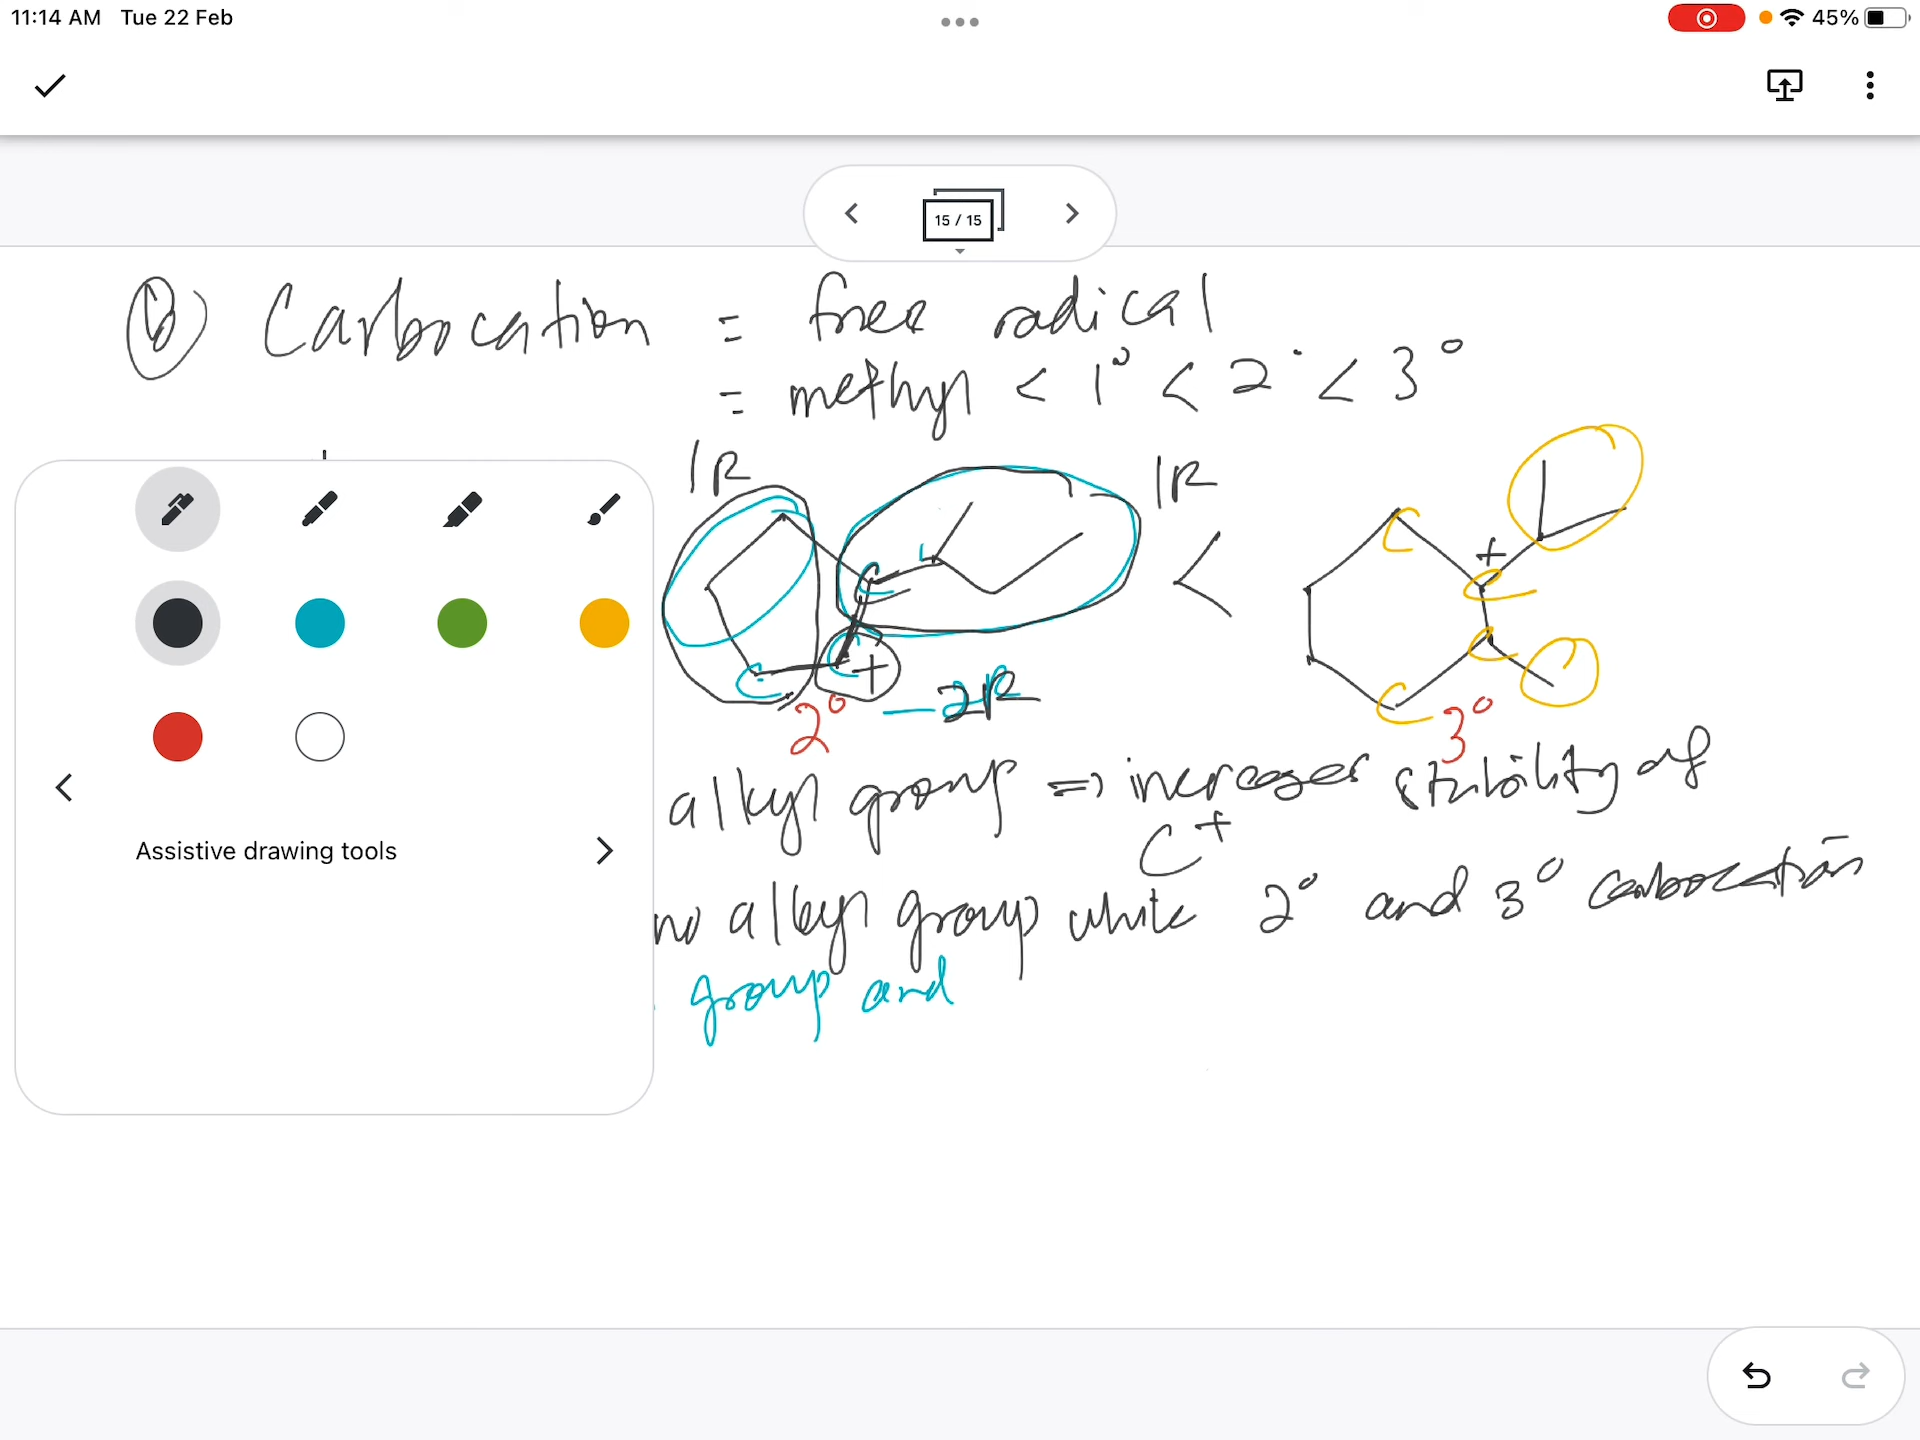 11:14 AM Tue 22 Feb
45%
15 / 15
b Carbocation = free radical
= methyl < 1° < 2° < 3°
1R
1R
<
C
C
+
C
2°
2R
C
+
C
C
C
3°
alkyl group => increases stability of
C+
no alkyl group while 2° and 3° carbocation
group and
Assistive drawing tools